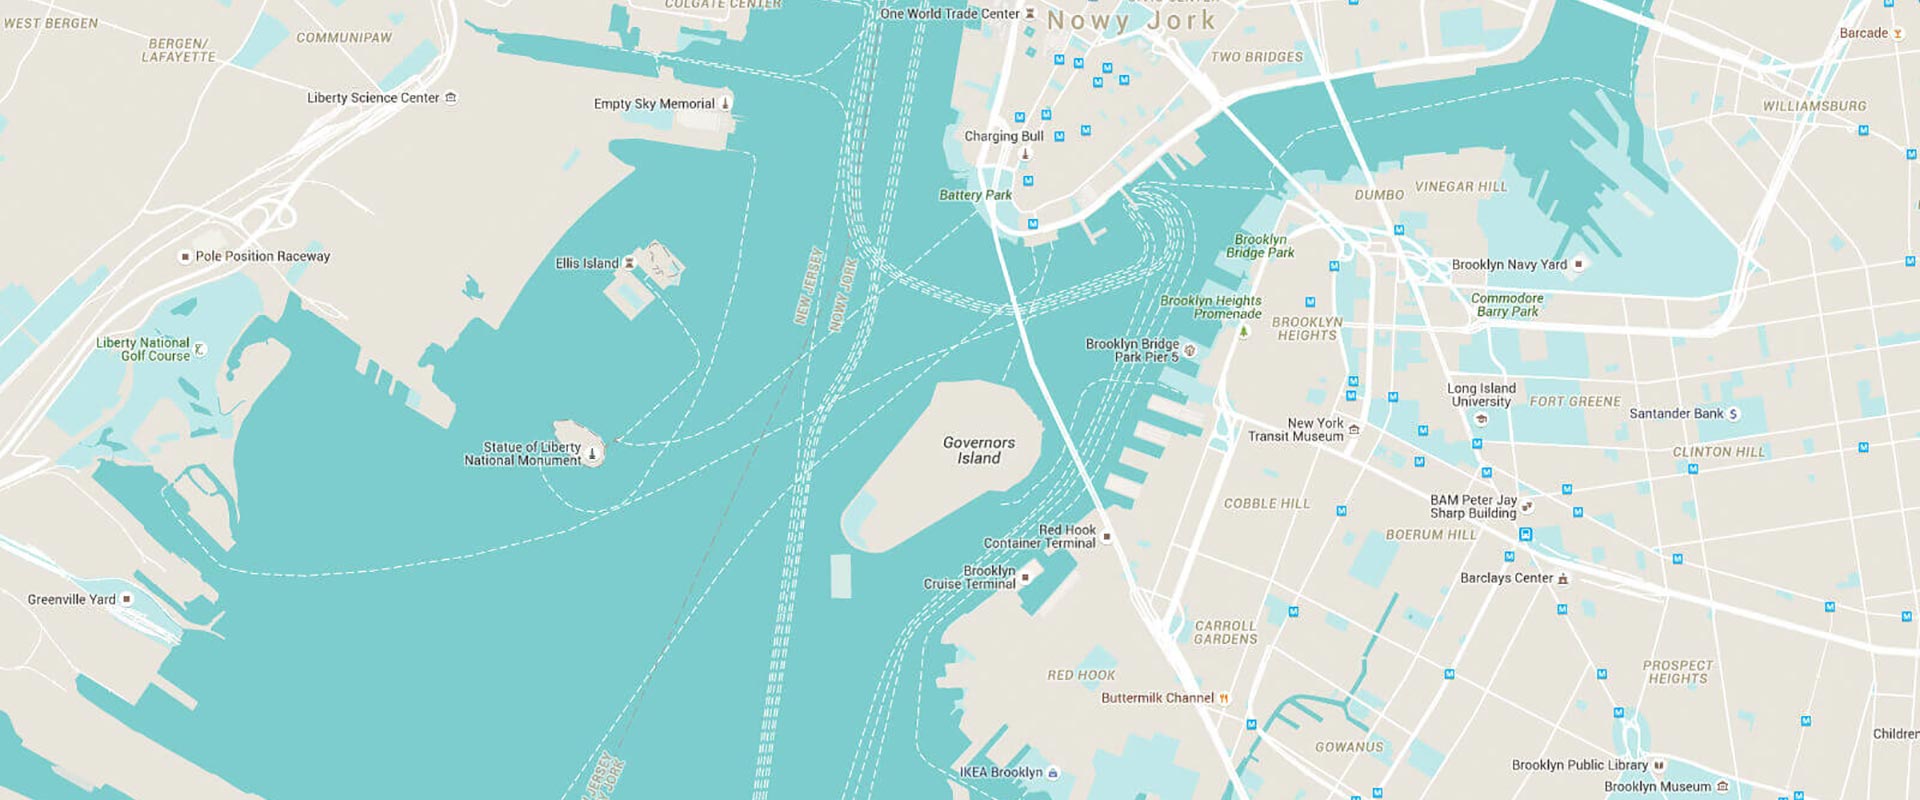 COLGATE CENTER
One World Trade Center
Nowy Jork
WEST BERGEN
COMMUNIPAW
BERGEN/
LAFAYETTE
TWO BRIDGES
Barcade
Liberty Science Center
Empty Sky Memorial
WILLIAMSBURG
Charging Bull
Battery Park
DUMBO
VINEGAR HILL
Pole Position Raceway
Ellis Island
NEW JERSEY
NOWY JORK
Brooklyn
Bridge Park
Brooklyn Navy Yard
Brooklyn Heights
Promenade
Commodore
Barry Park
BROOKLYN
HEIGHTS
Liberty National
Golf Course
Brooklyn Bridge
Park Pier 5
Long Island
University
FORT GREENE
Santander Bank
New York
Transit Museum
Statue of Liberty
National Monument
Governors
Island
CLINTON HILL
COBBLE HILL
BAM Peter Jay
Sharp Building
BOERUM HILL
Red Hook
Container Terminal
Brooklyn
Cruise Terminal
Barclays Center
Greenville Yard
CARROLL
GARDENS
RED HOOK
PROSPECT
HEIGHTS
Buttermilk Channel
Children
GOWANUS
JERSEY
JORK
IKEA Brooklyn
Brooklyn Public Library
Brooklyn Museum